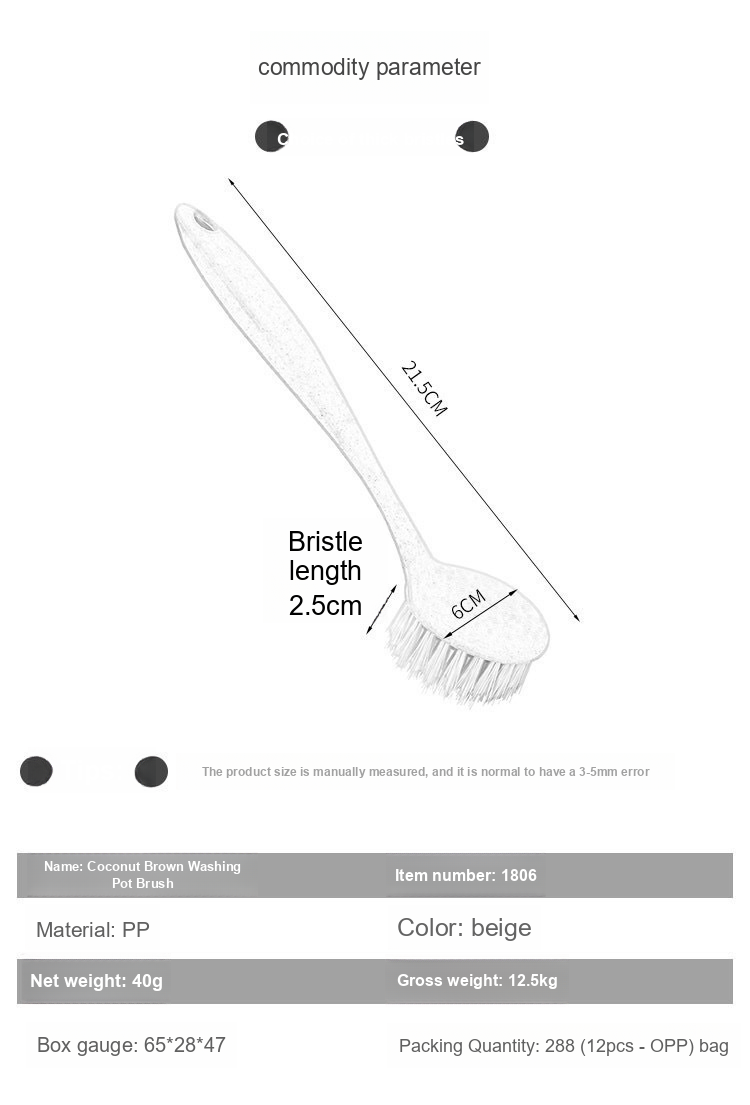 commodity parameter
C
s
21.5CM
Bristle
length
2.5cm
6CM
The product size is manually measured, and it is normal to have a 3-5mm error
Name: Coconut Brown Washing
Pot Brush
Item number: 1806
Material: PP
Color: beige
Net weight: 40g
Gross weight: 12.5kg
Box gauge: 65*28*47
Packing Quantity: 288 (12pcs - OPP) bag